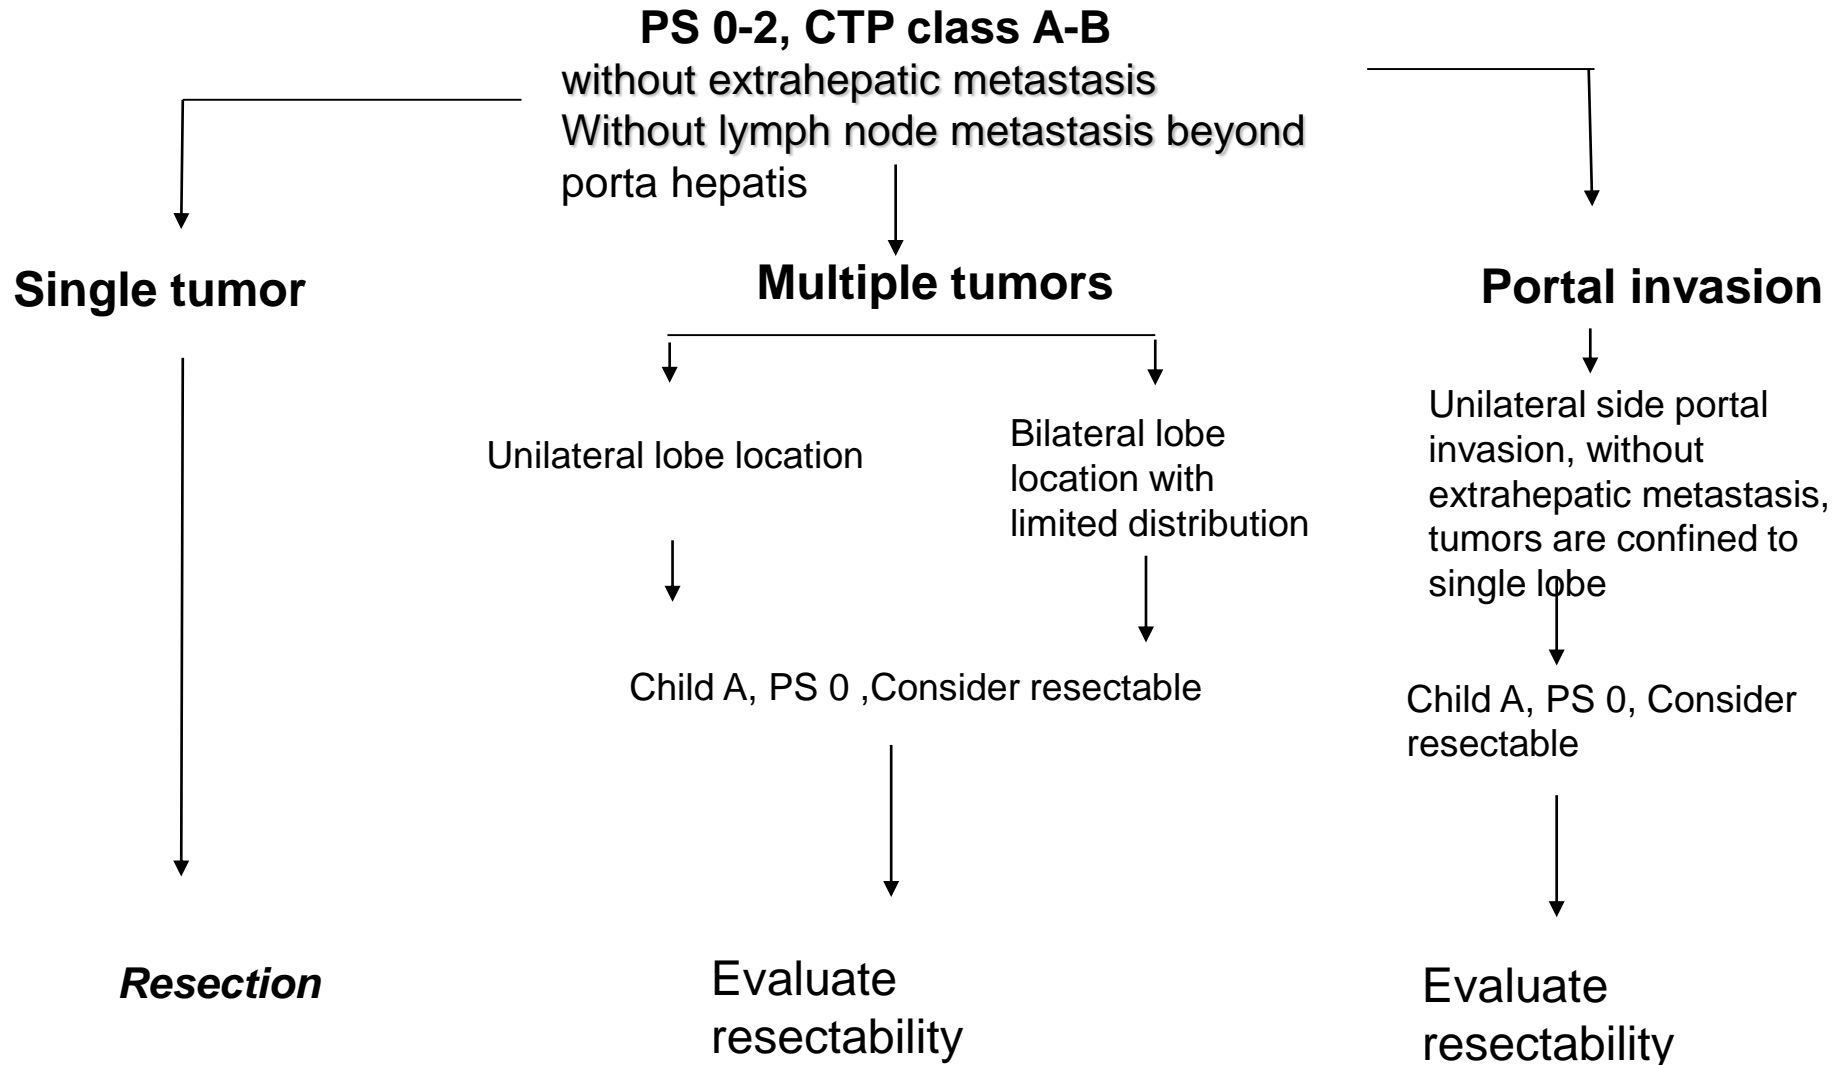 PS 0-2, CTP class A-B
without extrahepatic metastasis
Without lymph node metastasis beyond
porta hepatis
Single tumor
Multiple tumors
Portal invasion
Unilateral lobe location
Bilateral lobe
location with
limited distribution
Unilateral side portal
invasion, without
extrahepatic metastasis,
tumors are confined to
single lobe
Child A, PS 0 ,Consider resectable
Child A, PS 0, Consider
resectable
Resection
Evaluate
resectability
Evaluate
resectability